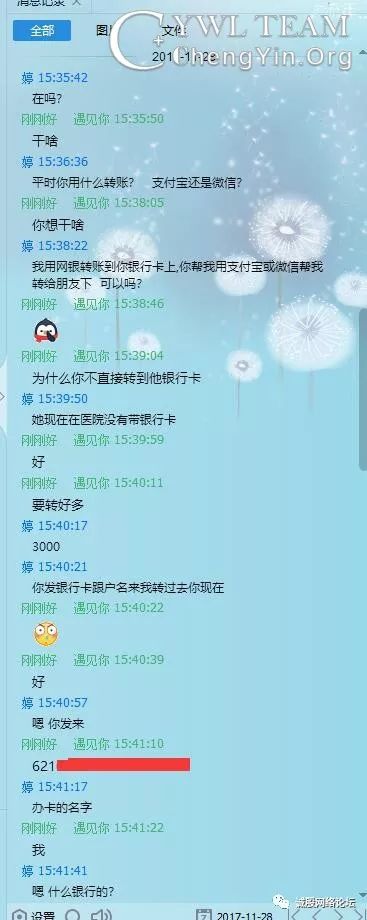 消息记录 ×
全部
图片
文件
CYWL TEAM
ChengYin.Org
婷 15:35:42
在吗?
刚刚好 遇见你 15:35:50
干啥
婷 15:36:36
平时你用什么转账? 支付宝还是微信?
刚刚好 遇见你 15:38:05
你想干啥
婷 15:38:22
我用网银转账到你银行卡上,你帮我用支付宝或微信帮我
转给朋友下 可以吗?
刚刚好 遇见你 15:38:46
刚刚好 遇见你 15:39:04
为什么你不直接转到他银行卡
婷 15:39:50
她现在在医院没有带银行卡
刚刚好 遇见你 15:39:59
好
刚刚好 遇见你 15:40:11
要转好多
婷 15:40:17
3000
婷 15:40:21
你发银行卡跟户名来我转过去你现在
刚刚好 遇见你 15:40:22
刚刚好 遇见你 15:40:39
好
婷 15:40:57
嗯 你发来
刚刚好 遇见你 15:41:10
621
婷 15:41:17
办卡的名字
刚刚好 遇见你 15:41:22
我
婷 15:41:41
嗯 什么银行的?
设置
2017-11-28
诚殷网络论坛